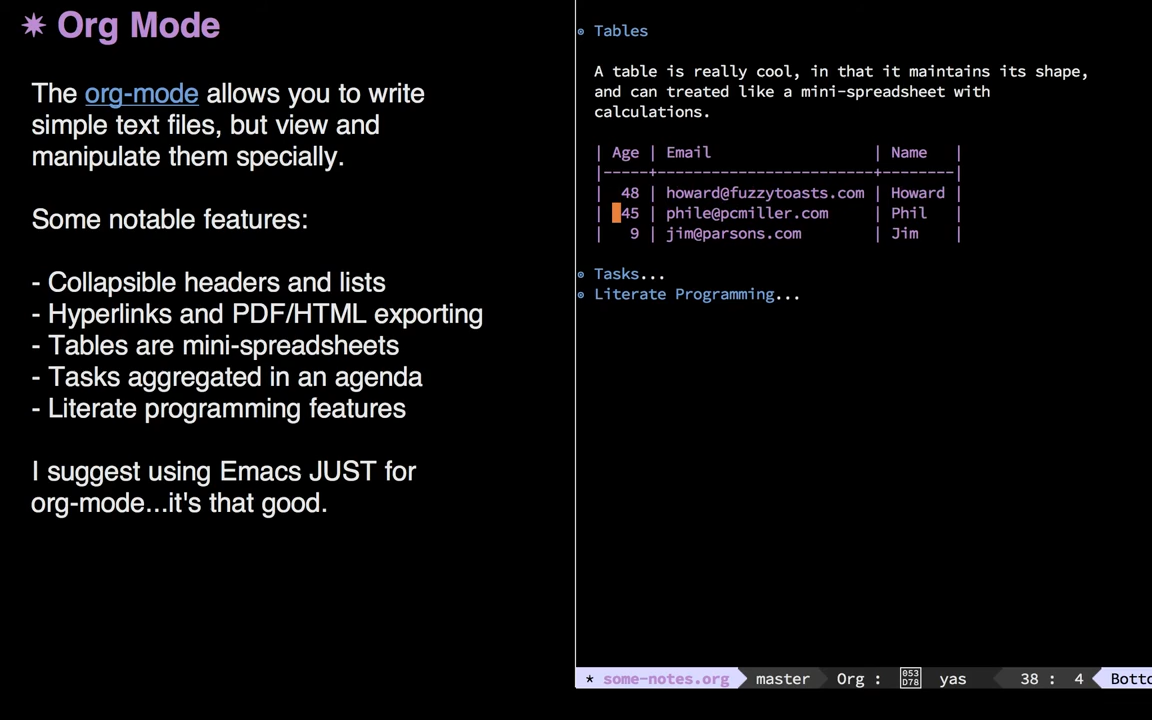 ✷ Org Mode
The org-mode allows you to write
simple text files, but view and
manipulate them specially.
Some notable features:
- Collapsible headers and lists
- Hyperlinks and PDF/HTML exporting
- Tables are mini-spreadsheets
- Tasks aggregated in an agenda
- Literate programming features
I suggest using Emacs JUST for
org-mode...it's that good.
Tables
A table is really cool, in that it maintains its shape,
and can treated like a mini-spreadsheet with
calculations.
| Age | Email | Name |
|-----+------------------------+--------|
| 48 | howard@fuzzytoasts.com | Howard |
| 45 | phile@pcmiller.com | Phil |
| 9 | jim@parsons.com | Jim |
Tasks...
Literate Programming...
* some-notes.org master Org : 053 D78 yas 38 : 4 Botto